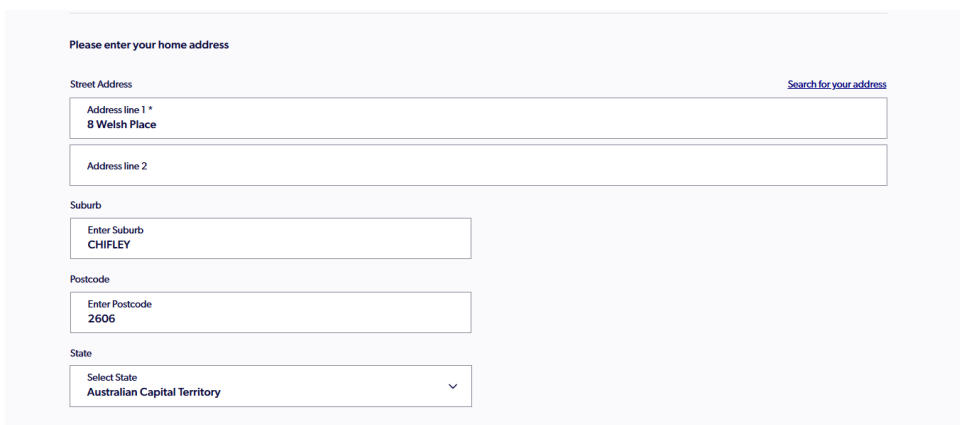 Please enter your home address
Street Address
Search for your address
Address line 1 *
8 Welsh Place
Address line 2
Suburb
Enter Suburb
CHIFLEY
Postcode
Enter Postcode
2606
State
Select State
Australian Capital Territory